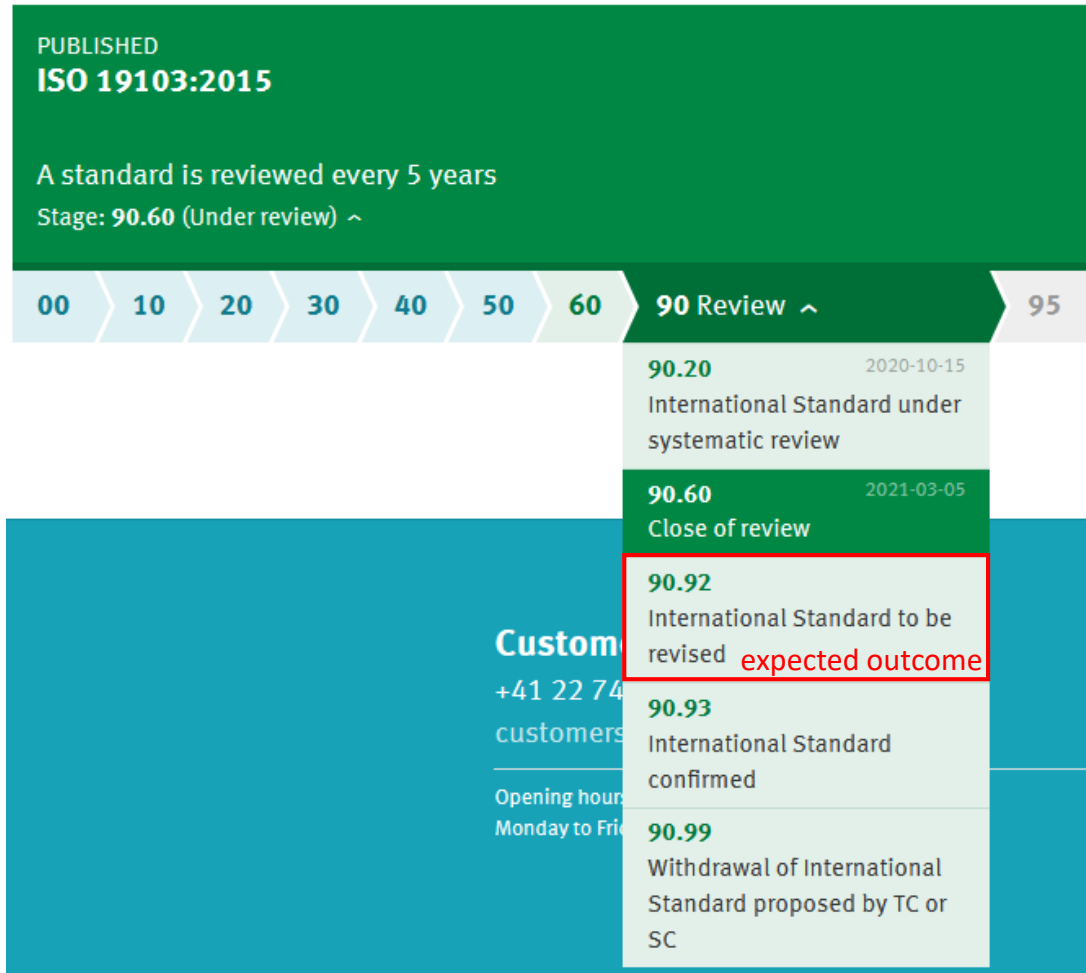 PUBLISHED
ISO 19103:2015
A standard is reviewed every 5 years
Stage: 90.60 (Under review)
00 10 20 30 40 50 60 90 Review 95
90.20 2020-10-15
International Standard under
systematic review
90.60 2021-03-05
Close of review
90.92
International Standard to be
revised expected outcome
90.93
International Standard
confirmed
90.99
Withdrawal of International
Standard proposed by TC or
SC
Custome
+41 22 74
customers
Opening hours
Monday to Fri